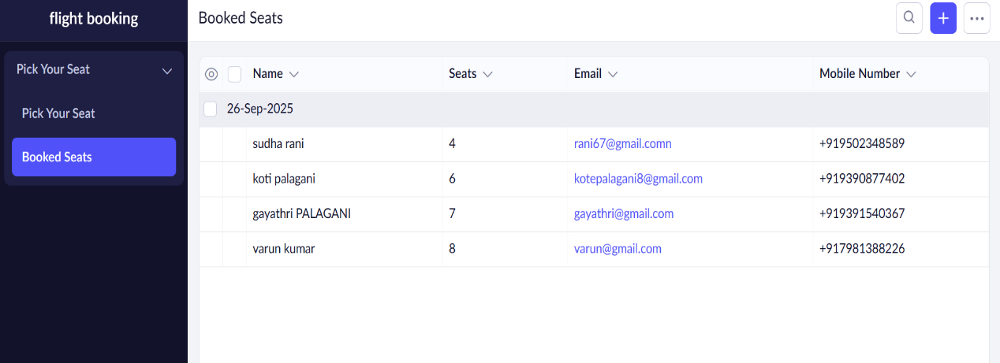 flight booking
Booked Seats
Pick Your Seat
Pick Your Seat
Booked Seats
Name Seats Email Mobile Number
26-Sep-2025
sudha rani 4 rani67@gmail.comn +919502348589
koti palagani 6 kotepalagani8@gmail.com +919390877402
gayathri PALAGANI 7 gayathri@gmail.com +919391540367
varun kumar 8 varun@gmail.com +917981388226